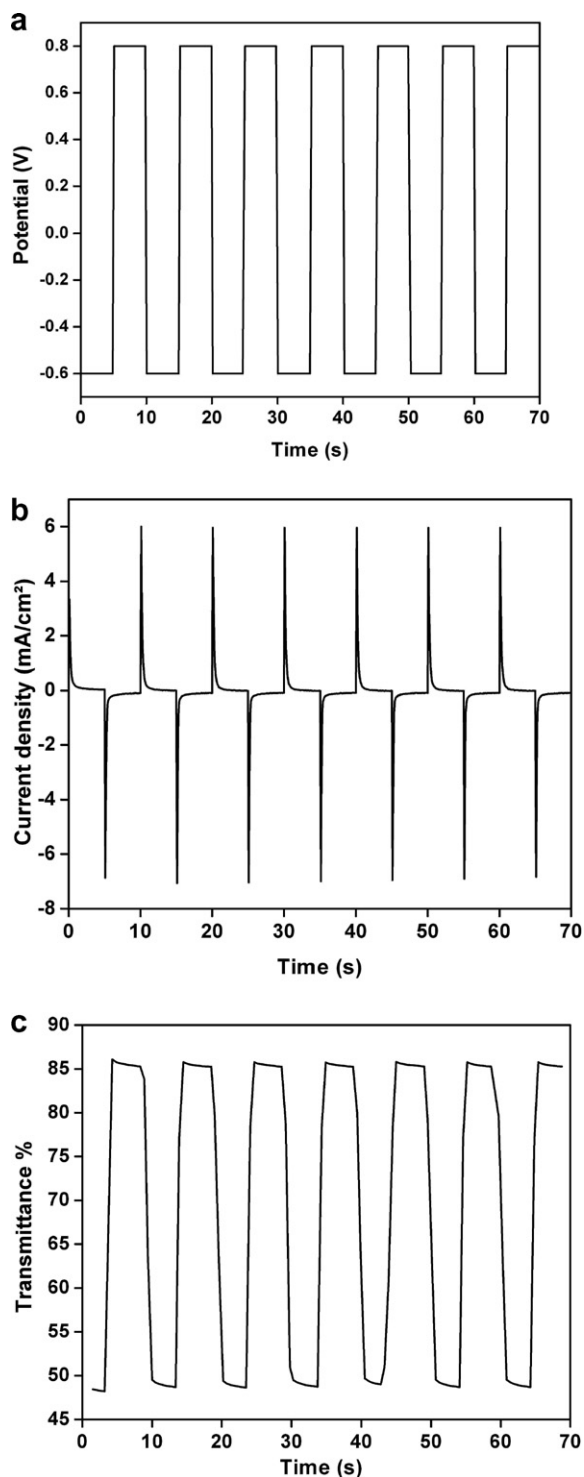 a
0.8
0.6
0.4
0.2
0.0
-0.2
-0.4
-0.6
Potential (V)
0 10 20 30 40 50 60 70
Time (s)
b
6
4
2
0
-2
-4
-6
-8
Current density (mA/cm²)
0 10 20 30 40 50 60 70
Time (s)
c
90
85
80
75
70
65
60
55
50
45
Transmittance %
0 10 20 30 40 50 60 70
Time (s)